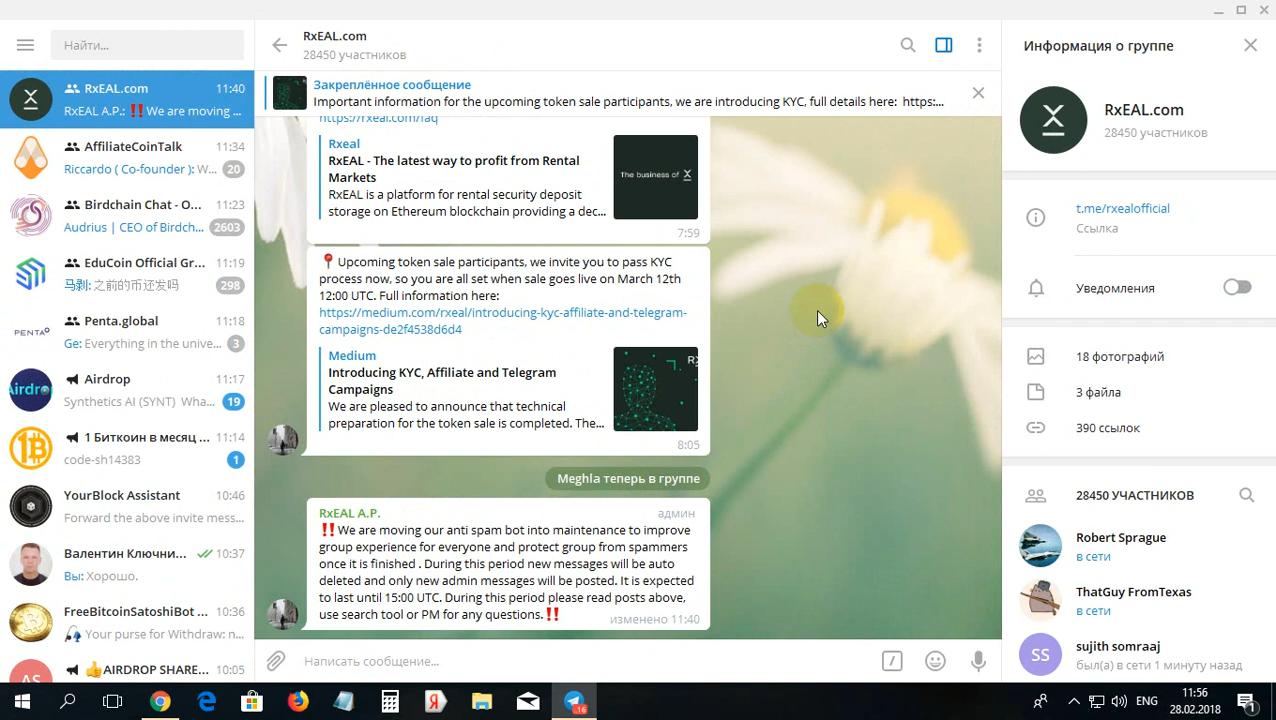 Найти...
RxEAL.com 11:40
RxEAL A.P.: ‼️We are moving ...
AffiliateCoinTalk 11:34
Riccardo ( Co-founder ): W... 20
Birdchain Chat - O... 11:23
Audrius | CEO of Birdch... 2603
EduCoin Official Gr... 11:19
马剩: 之前的币还发吗 298
PENTA
Penta.global 11:18
Ge: Everything in the unive... 3
Airdrop
Airdrop 11:17
Synthetics AI (SYNT) Wha... 19
1 Биткоин в месяц ... 11:14
code-sh14383 1
YourBlock Assistant 10:46
Forward the above invite mess...
Валентин Ключни... 10:37
Вы: Хорошо.
FreeBitcoinSatoshiBot ... 10:36
Your purse for Withdraw: n...
👍AIRDROP SHARE... 10:05
AS
RxEAL.com
28450 участников
Закреплённое сообщение
Important information for the upcoming token sale participants, we are introducing KYC, full details here: https:...
https://rxeal.com/faq
Rxeal
RxEAL - The latest way to profit from Rental
Markets
RxEAL is a platform for rental security deposit
storage on Ethereum blockchain providing a dec...
The business of X
7:59
📍Upcoming token sale participants, we invite you to pass KYC
process now, so you are all set when sale goes live on March 12th
12:00 UTC. Full information here:
https://medium.com/rxeal/introducing-kyc-affiliate-and-telegram-
campaigns-de2f4538d6d4
Medium
Introducing KYC, Affiliate and Telegram
Campaigns
We are pleased to announce that technical
preparation for the token sale is completed. The...
8:05
Meghla теперь в группе
RxEAL A.P. админ
‼️We are moving our anti spam bot into maintenance to improve
group experience for everyone and protect group from spammers
once it is finished . During this period new messages will be auto
deleted and only new admin messages will be posted. It is expected
to last until 15:00 UTC. During this period please read posts above,
use search tool or PM for any questions.‼️
изменено 11:40
Написать сообщение...
Информация о группе
RxEAL.com
28450 участников
t.me/rxealofficial
Ссылка
Уведомления
18 фотографий
3 файла
390 ссылок
28450 УЧАСТНИКОВ
Robert Sprague
в сети
ThatGuy FromTexas
в сети
SS
sujith somraaj
был(а) в сети 1 минуту назад
16
ENG
11:56
28.02.2018
1